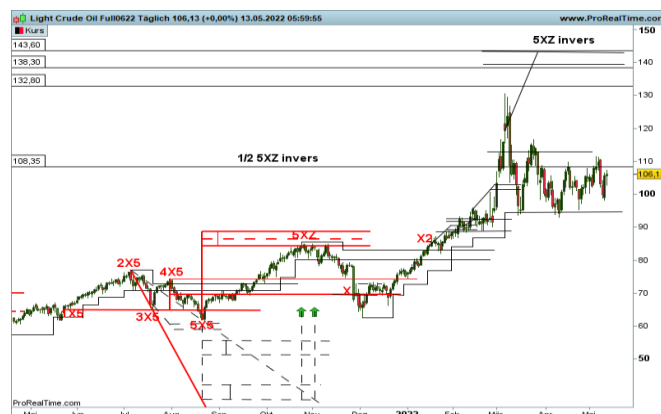 Light Crude Oil Full0622 Täglich 106,13 (+0,00%) 13.05.2022 05:59:55 www.ProRealTime.com
Kurs
5XZ invers
150
143,60
140
138,30
132,80
130
120
110
108,35
1/2 5XZ invers
106,1
100
90
X2
5XZ
80
2X5
4X5
X
70
1X5
3X5
5X5
60
50
ProRealTime.com
Mai Jun Jul Aug Sep Okt Nov Dez 2022 Feb Mär Apr Mai